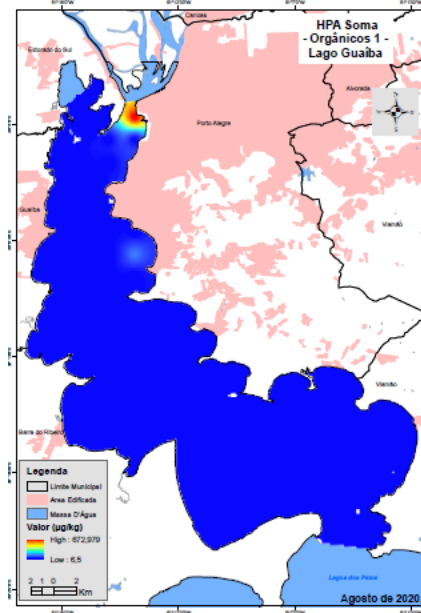 HPA Soma
- Orgânicos 1 -
Lago Guaíba
Canoas
Eldorado do Sul
Alvorada
Porto Alegre
Guaíba
Viamão
Viamão
Barra do Ribeiro
Legenda
Limite Municipal
Area Edificada
Massa D'Água
Valor (µg/kg)
High : 672,979
Low : 6,5
2 1 0 2
Km
Lagoa dos Patos
Agosto de 2020